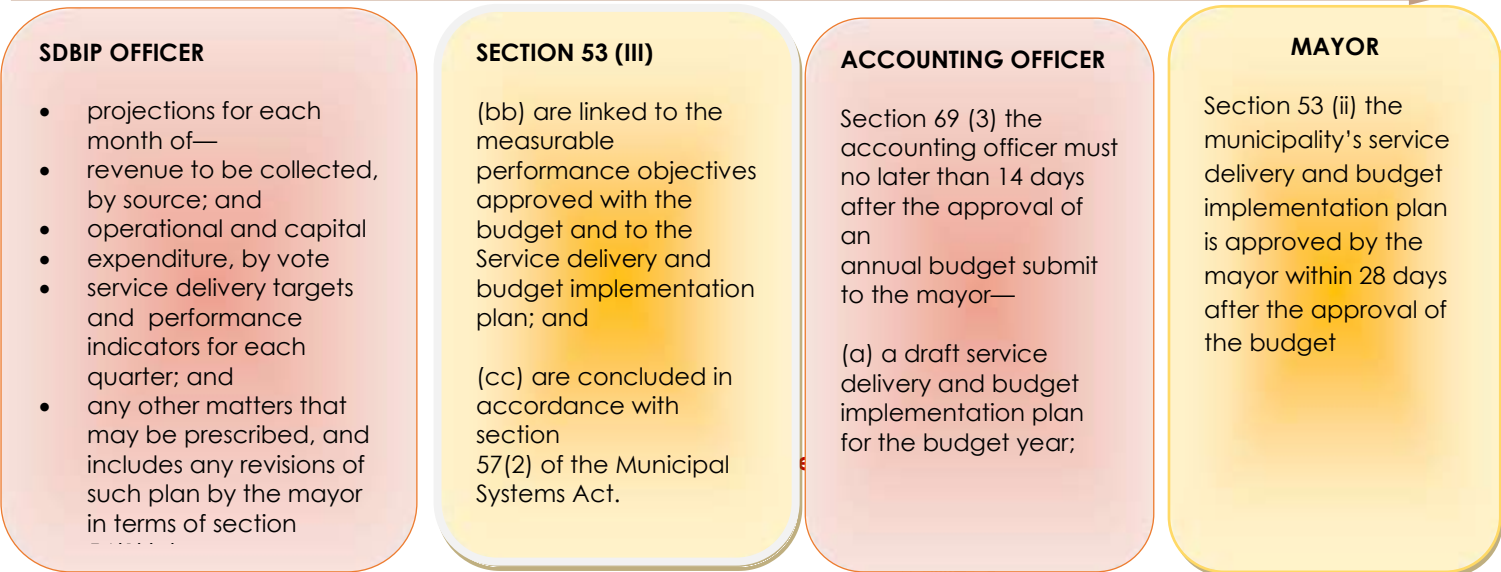 SDBIP OFFICER
• projections for each
month of—
• revenue to be collected,
by source; and
• operational and capital
• expenditure, by vote
• service delivery targets
and performance
indicators for each
quarter; and
• any other matters that
may be prescribed, and
includes any revisions of
such plan by the mayor
in terms of section
SECTION 53 (III)
(bb) are linked to the
measurable
performance objectives
approved with the
budget and to the
Service delivery and
budget implementation
plan; and
(cc) are concluded in
accordance with
section
57(2) of the Municipal
Systems Act.
ACCOUNTING OFFICER
Section 69 (3) the
accounting officer must
no later than 14 days
after the approval of
an
annual budget submit
to the mayor—
(a) a draft service
delivery and budget
implementation plan
for the budget year;
MAYOR
Section 53 (ii) the
municipality’s service
delivery and budget
implementation plan
is approved by the
mayor within 28 days
after the approval of
the budget